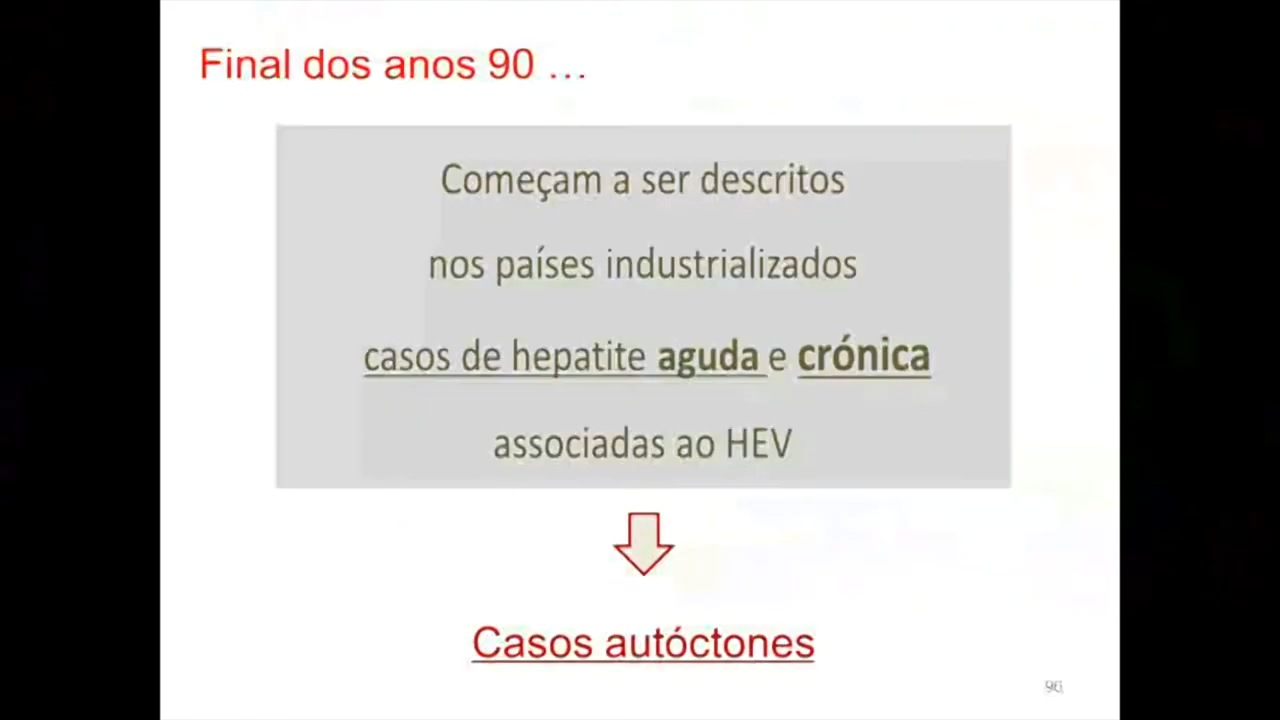 Final dos anos 90 ...
Começam a ser descritos
nos países industrializados
casos de hepatite aguda e crónica
associadas ao HEV
Casos autóctones